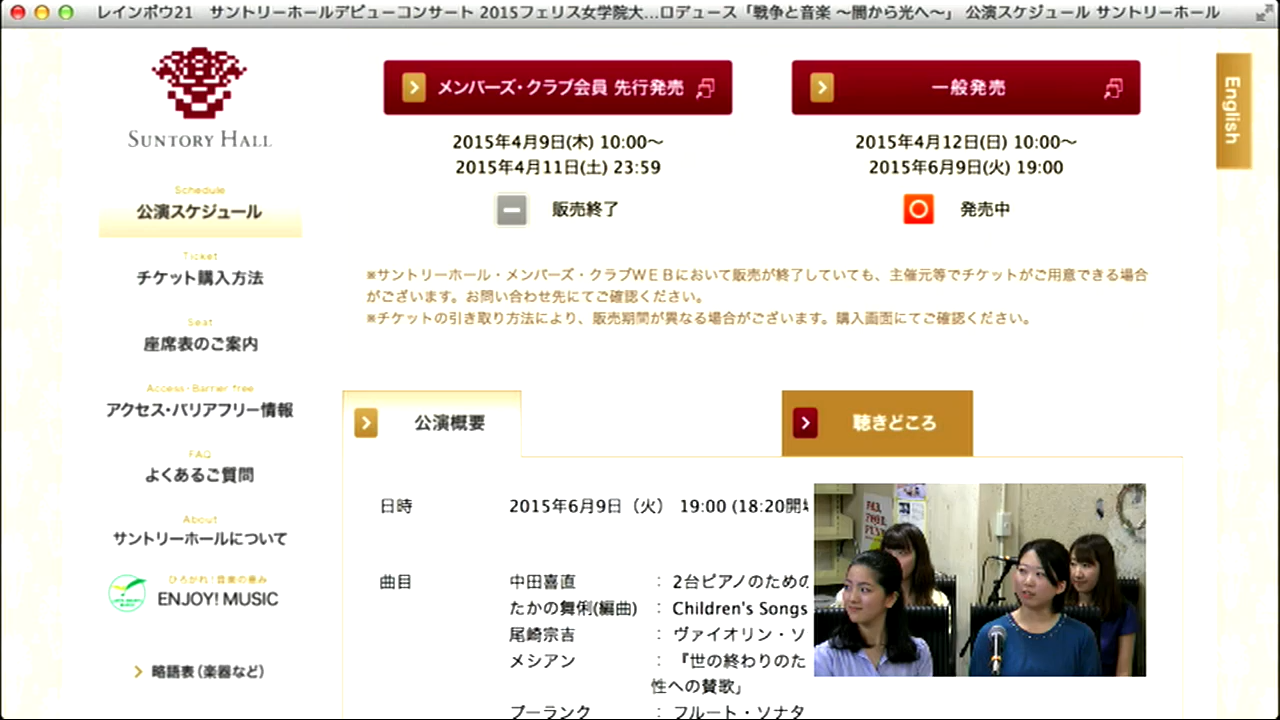 レインボウ21 サントリーホールデビューコンサート 2015フェリス女学院大...ロデュース「戦争と音楽 〜闇から光へ〜」 公演スケジュール サントリーホール
SUNTORY HALL
Schedule
公演スケジュール
Ticket
チケット購入方法
Seat
座席表のご案内
Access・Barrier free
アクセス・バリアフリー情報
FAQ
よくあるご質問
About
サントリーホールについて
ひろがれ!音楽の恵み
ENJOY! MUSIC
略語表(楽器など)
メンバーズ・クラブ会員 先行発売
2015年4月9日(木) 10:00〜
2015年4月11日(土) 23:59
販売終了
一般発売
2015年4月12日(日) 10:00〜
2015年6月9日(火) 19:00
発売中
English
※サントリーホール・メンバーズ・クラブWEBにおいて販売が終了していても、主催元等でチケットがご用意できる場合
がございます。お問い合わせ先にてご確認ください。
※チケットの引き取り方法により、販売期間が異なる場合がございます。購入画面にてご確認ください。
公演概要
聴きどころ
日時 2015年6月9日(火) 19:00 (18:20開場
曲目 中田喜直 : 2台ピアノのための
たかの舞俐(編曲) : Children's Songs
尾崎宗吉 : ヴァイオリン・ソ
メシアン : 『世の終わりのた
性への賛歌」
プーランク : フルート・ソナタ